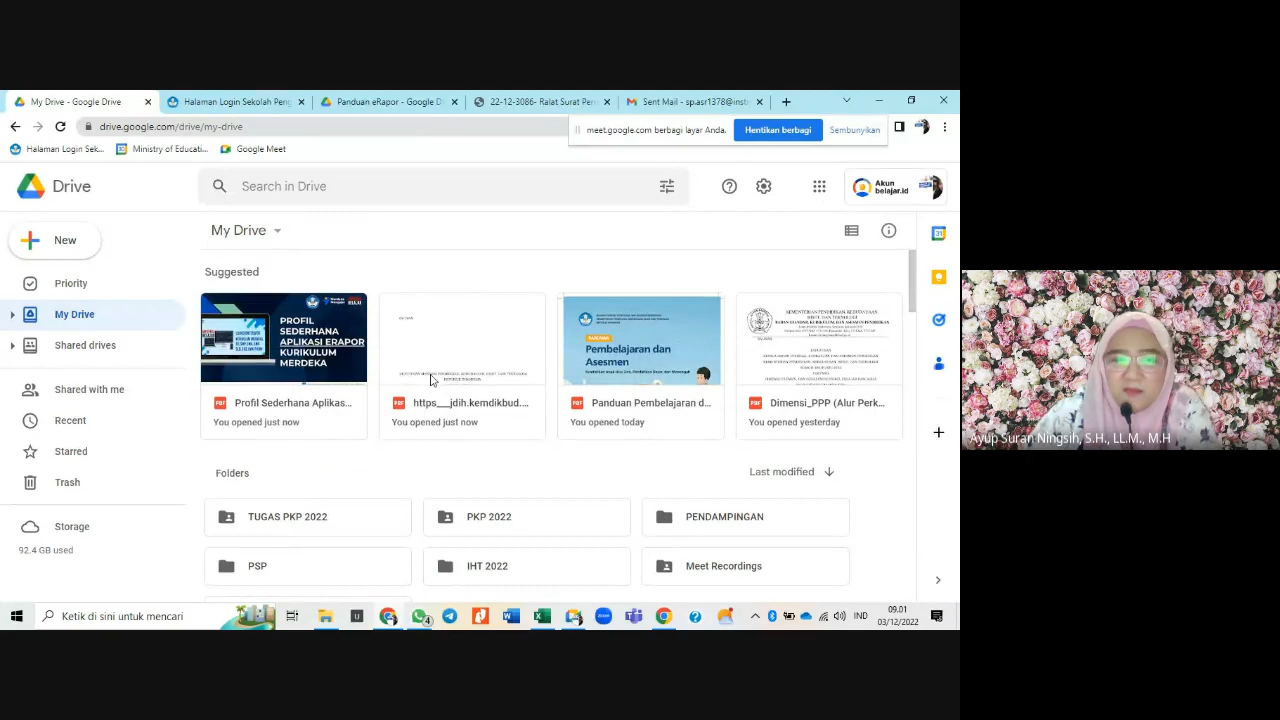 My Drive - Google Drive
Halaman Login Sekolah Peng
Panduan eRapor - Google D
22-12-3086- Ralat Surat Per
Sent Mail - sp.asr1378@inst
drive.google.com/drive/my-drive
meet.google.com berbagi layar Anda.
Hentikan berbagi
Sembunyikan
Halaman Login Sek...
Ministry of Educati...
Google Meet
Drive
Search in Drive
Akun
belajar.id
New
My Drive
Suggested
Priority
My Drive
Shared drives
Shared with
Recent
Starred
Trash
Storage
92.4 GB used
PROFIL
SEDERHANA
APLIKASI ERAPOR
KURIKULUM
MERDEKA
Pembelajaran dan
Asesmen
Profil Sederhana Aplikas...
You opened just now
https___jdih.kemdikbud....
You opened just now
Panduan Pembelajaran d...
You opened today
Dimensi_PPP (Alur Perk...
You opened yesterday
Folders
Last modified
TUGAS PKP 2022
PKP 2022
PENDAMPINGAN
PSP
IHT 2022
Meet Recordings
Ketik di sini untuk mencari
4
IND
09.01
03/12/2022
Ayup Suran Ningsih, S.H., LL.M., M.H